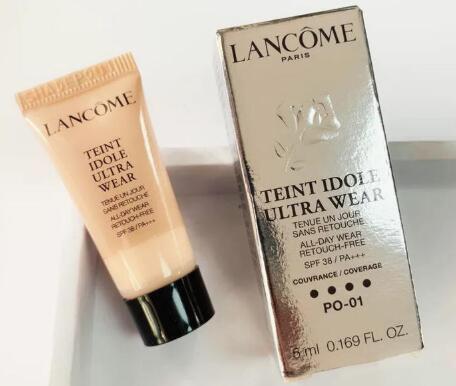 LANCÔME
TEINT IDOLE
ULTRA
WEAR
TENUE UN JOUR
SANS RETOUCHE
ALL-DAY WEAR
RETOUCH-FREE
SPF 38 / PA+++
LANCÔME
PARIS
TEINT IDOLE
ULTRA WEAR
TENUE UN JOUR
SANS RETOUCHE
ALL-DAY WEAR
RETOUCH-FREE
SPF 38 / PA+++
COUVRANCE / COVERAGE
PO-01
5 ml 0.169 FL. OZ.